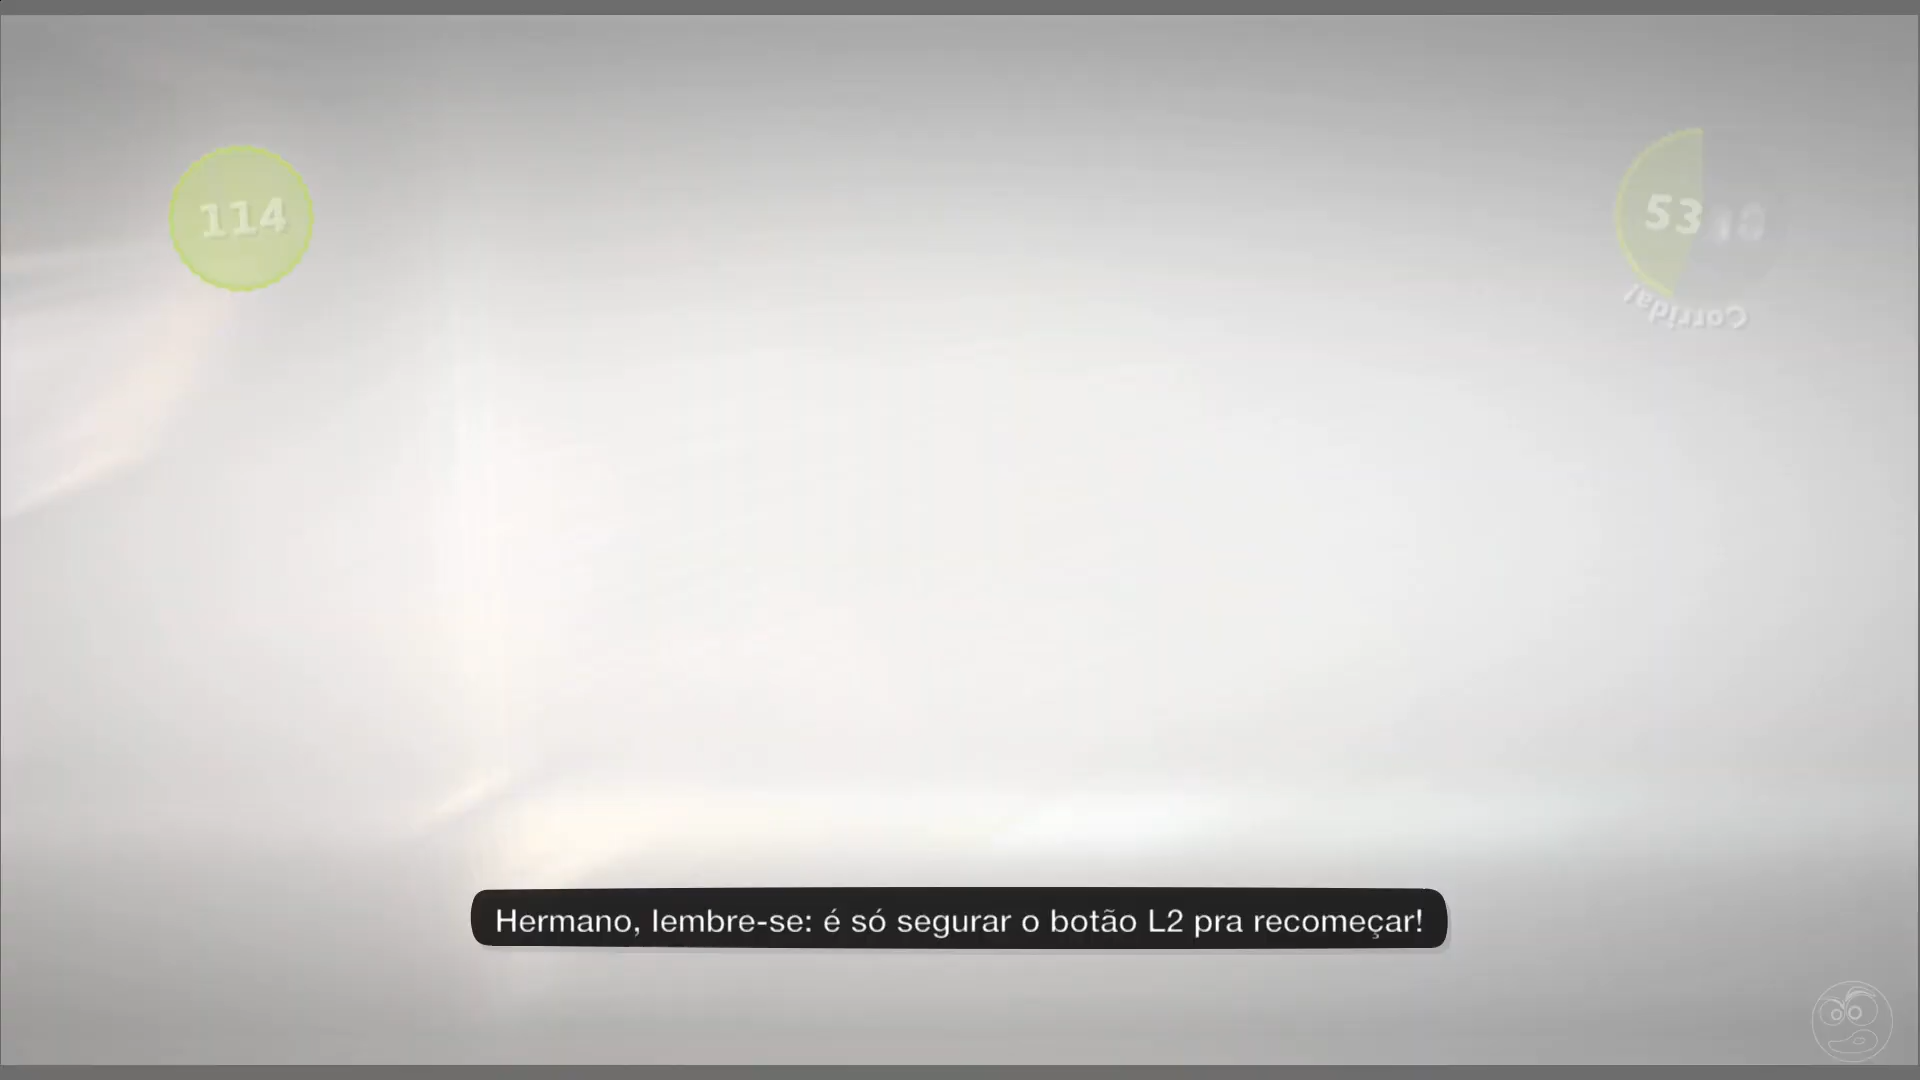 114
53
Corrida!
Hermano, lembre-se: é só segurar o botão L2 pra recomeçar!